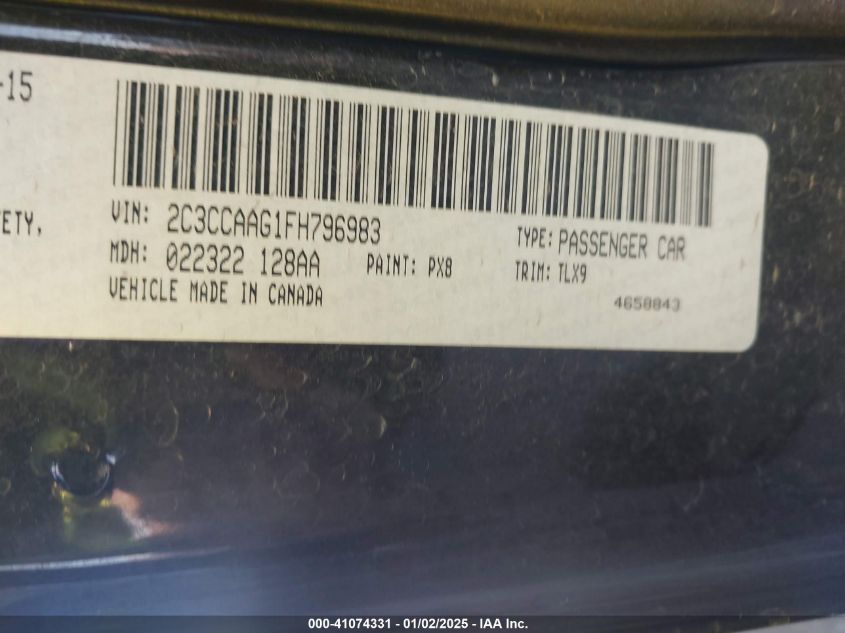 -15
ETY,
VIN: 2C3CCAAG1FH796983
TYPE: PASSENGER CAR
MDH: 022322 128AA
PAINT: PX8
TRIM: TLX9
VEHICLE MADE IN CANADA
4658843
000-41074331 - 01/02/2025 - IAA Inc.